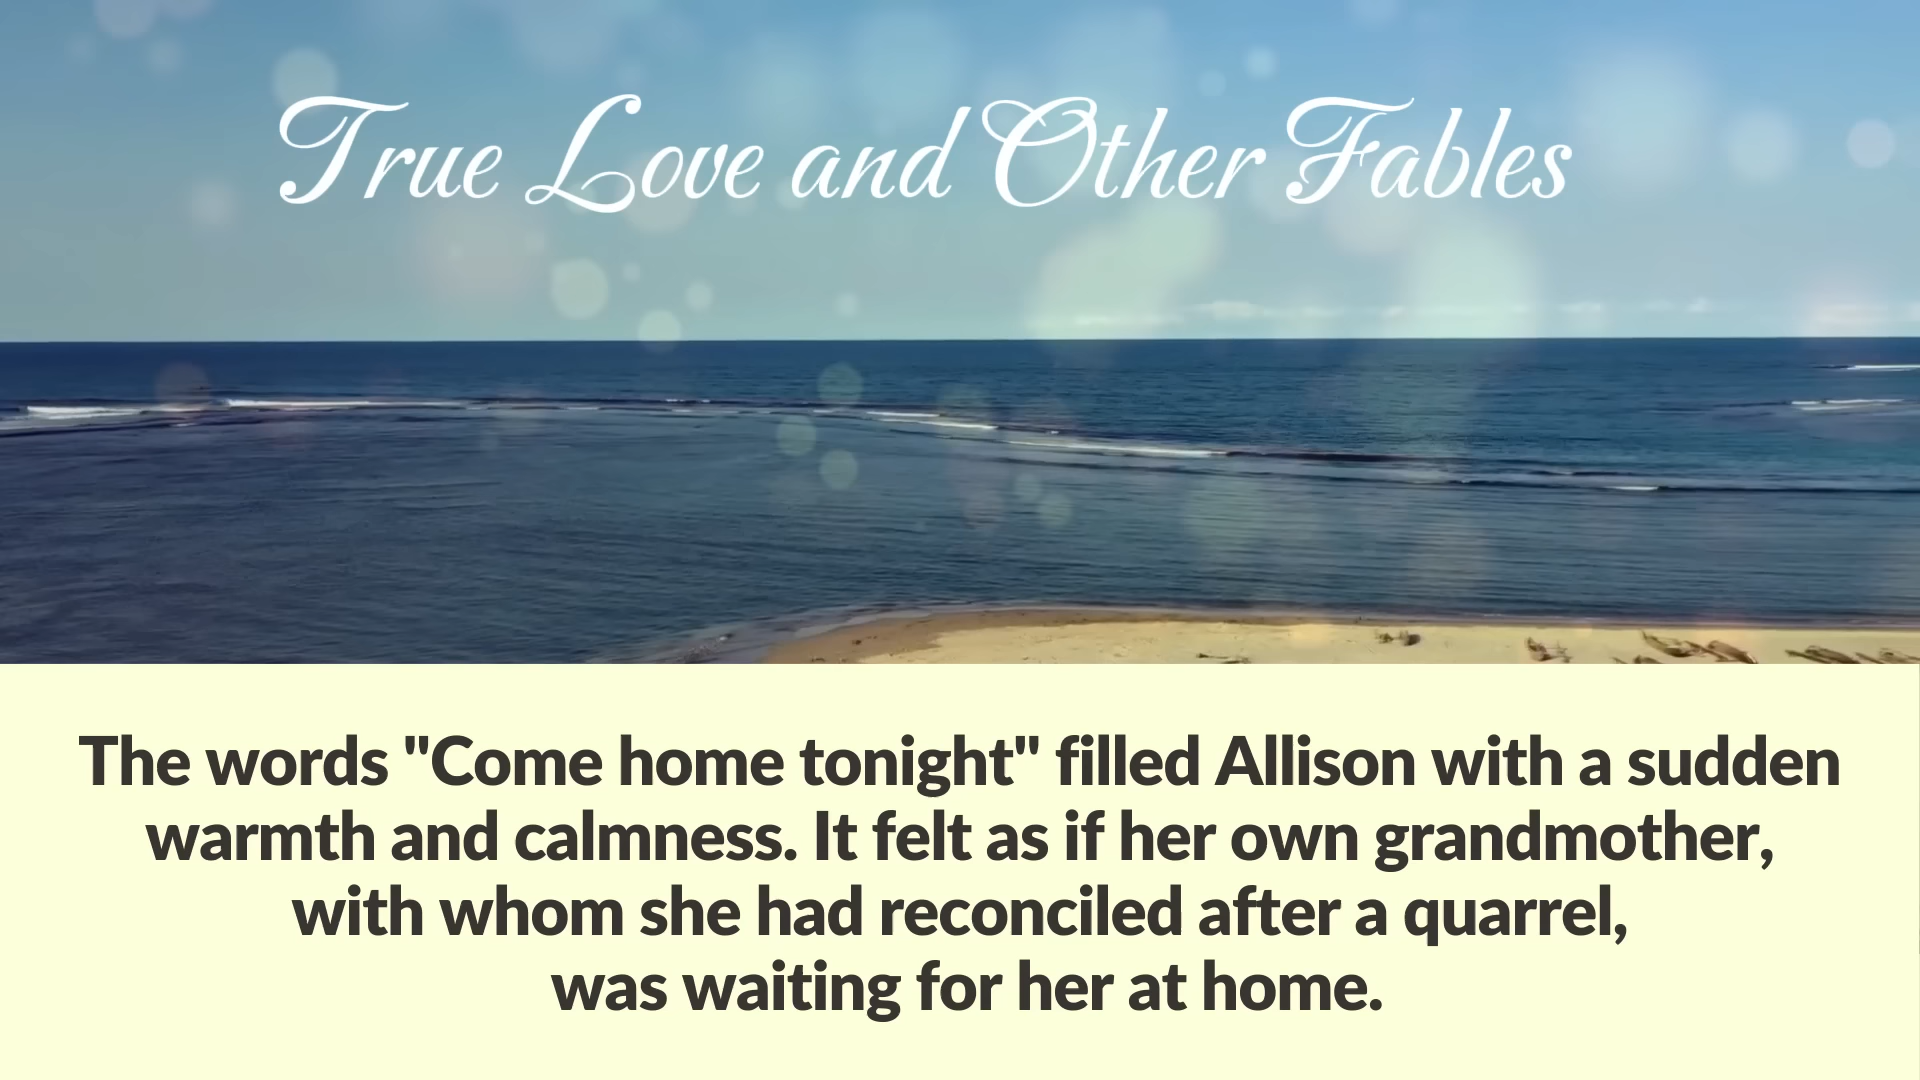 True Love and Other Fables
The words "Come home tonight" filled Allison with a sudden
warmth and calmness. It felt as if her own grandmother,
with whom she had reconciled after a quarrel,
was waiting for her at home.